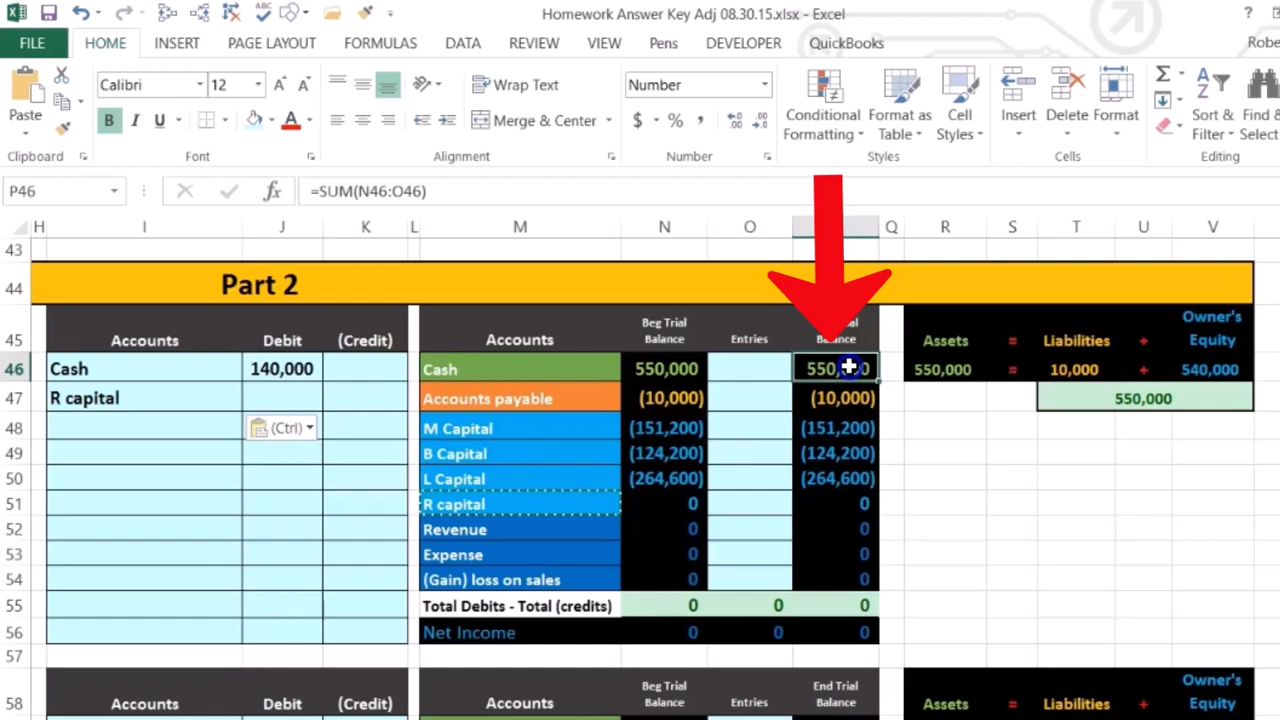 Homework Answer Key Adj 08.30.15.xlsx - Excel
?
FILE HOME INSERT PAGE LAYOUT FORMULAS DATA REVIEW VIEW Pens DEVELOPER QuickBooks Robe
Paste
Calibri 12
B I U A
Wrap Text
Merge & Center
Number
$ %
Conditional Formatting
Format as Table
Cell Styles
Insert Delete Format
Sort & Filter
Find & Select
Clipboard Font Alignment Number Styles Cells Editing
P46 fx =SUM(N46:O46)
H I J K L M N O Q R S T U V
43
44 Part 2
45 Accounts Debit (Credit) Accounts Beg Trial Balance Entries Balance Assets = Liabilities + Owner's Equity
46 Cash 140,000 Cash 550,000 550,000 = 10,000 + 540,000
47 R capital Accounts payable (10,000) (10,000) 550,000
48 (Ctrl) M Capital (151,200) (151,200)
49 B Capital (124,200) (124,200)
50 L Capital (264,600) (264,600)
51 R capital 0 0
52 Revenue 0 0
53 Expense 0 0
54 (Gain) loss on sales 0 0
55 Total Debits - Total (credits) 0 0 0
56 Net Income 0 0 0
57
58 Accounts Debit (Credit) Accounts Beg Trial Balance Entries End Trial Balance Assets = Liabilities + Owner's Equity